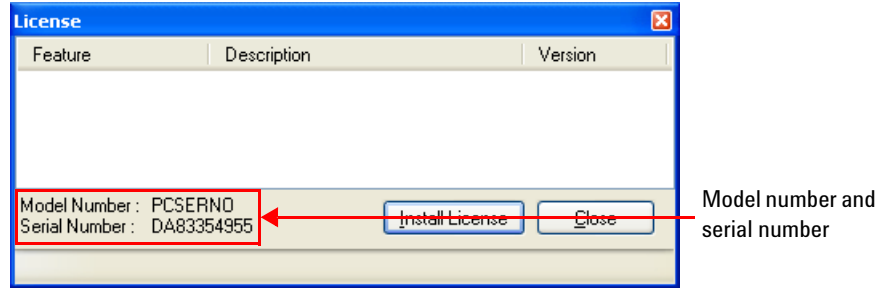 License
Feature Description Version
Model Number : PCSERNO
Serial Number : DA83354955
Install License Close
Model number and
serial number